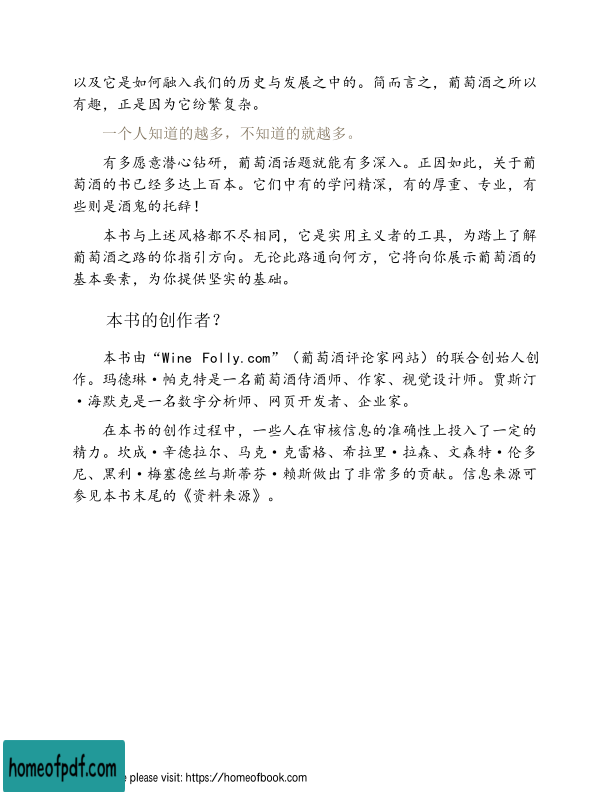 以及它是如何融入我们的历史与发展之中的。简而言之，葡萄酒之所以
有趣，正是因为它纷繁复杂。
一个人知道的越多，不知道的就越多。
有多愿意潜心钻研，葡萄酒话题就能有多深入。正因如此，关于葡
萄酒的书已经多达上百本。它们中有的学问精深，有的厚重、专业，有
些则是酒鬼的托辞！
本书与上述风格都不尽相同，它是实用主义者的工具，为踏上了解
葡萄酒之路的你指引方向。无论此路通向何方，它将向你展示葡萄酒的
基本要素，为你提供坚实的基础。
本书的创作者？
本书由“Wine Folly.com”（葡萄酒评论家网站）的联合创始人创
作。玛德琳·帕克特是一名葡萄酒侍酒师、作家、视觉设计师。贾斯汀
·海默克是一名数字分析师、网页开发者、企业家。
在本书的创作过程中，一些人在审核信息的准确性上投入了一定的
精力。坎成·辛德拉尔、马克·克雷格、希拉里·拉森、文森特·伦多
尼、黑利·梅塞德丝与斯蒂芬·赖斯做出了非常多的贡献。信息来源可
参见本书末尾的《资料来源》。
homeofpdf.com
e please visit: https://homeofbook.com